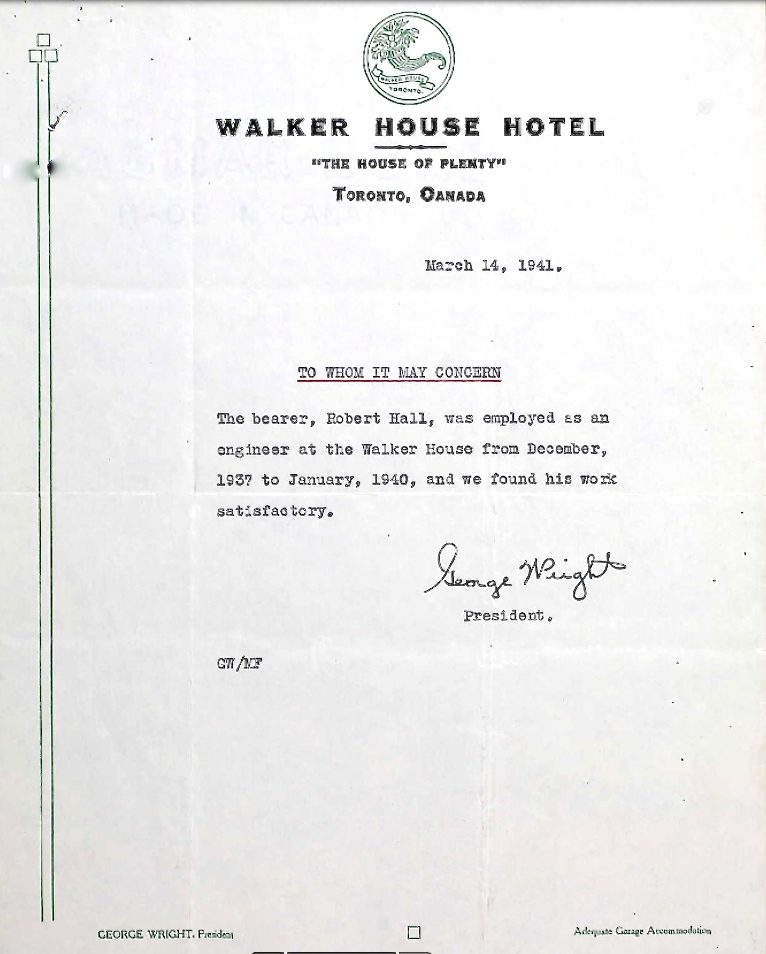 WALKER HOUSE
TORONTO.
WALKER HOUSE HOTEL
"THE HOUSE OF PLENTY"
TORONTO, CANADA
March 14, 1941.
TO WHOM IT MAY CONCERN
The bearer, Robert Hall, was employed as an
engineer at the Walker House from December,
1937 to January, 1940, and we found his work
satisfactory.
George Wright
President.
GW/MF
GEORGE WRIGHT, President
Adequate Garage Accommodation